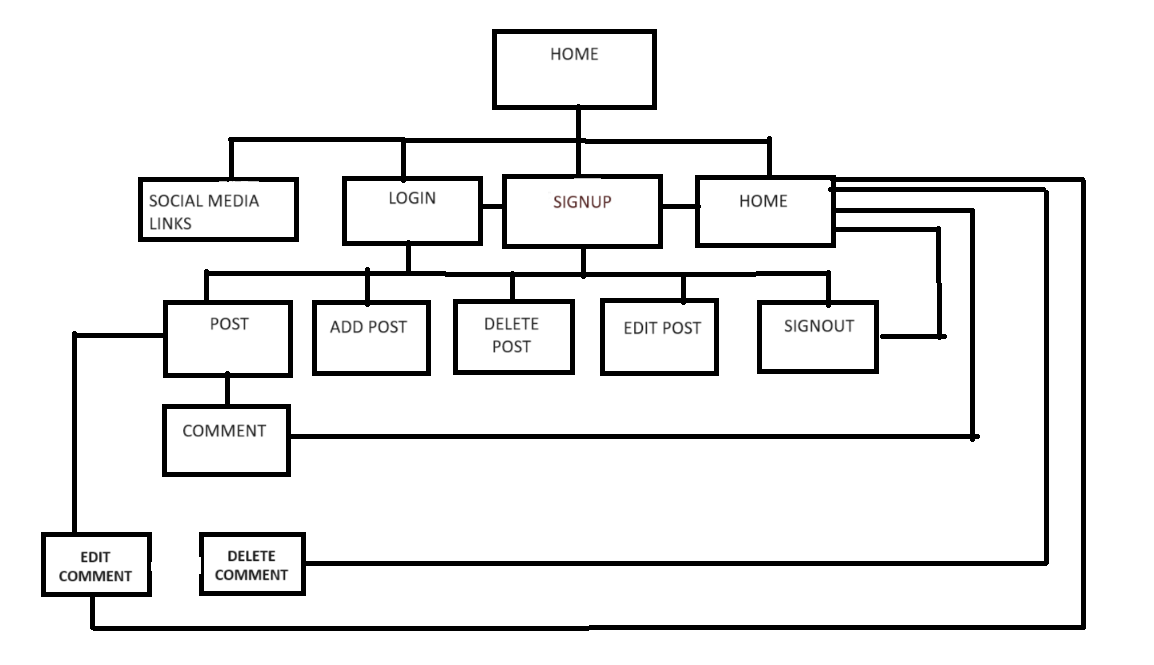 HOME
SOCIAL MEDIA
LINKS
LOGIN
SIGNUP
HOME
POST
ADD POST
DELETE
POST
EDIT POST
SIGNOUT
COMMENT
EDIT
COMMENT
DELETE
COMMENT